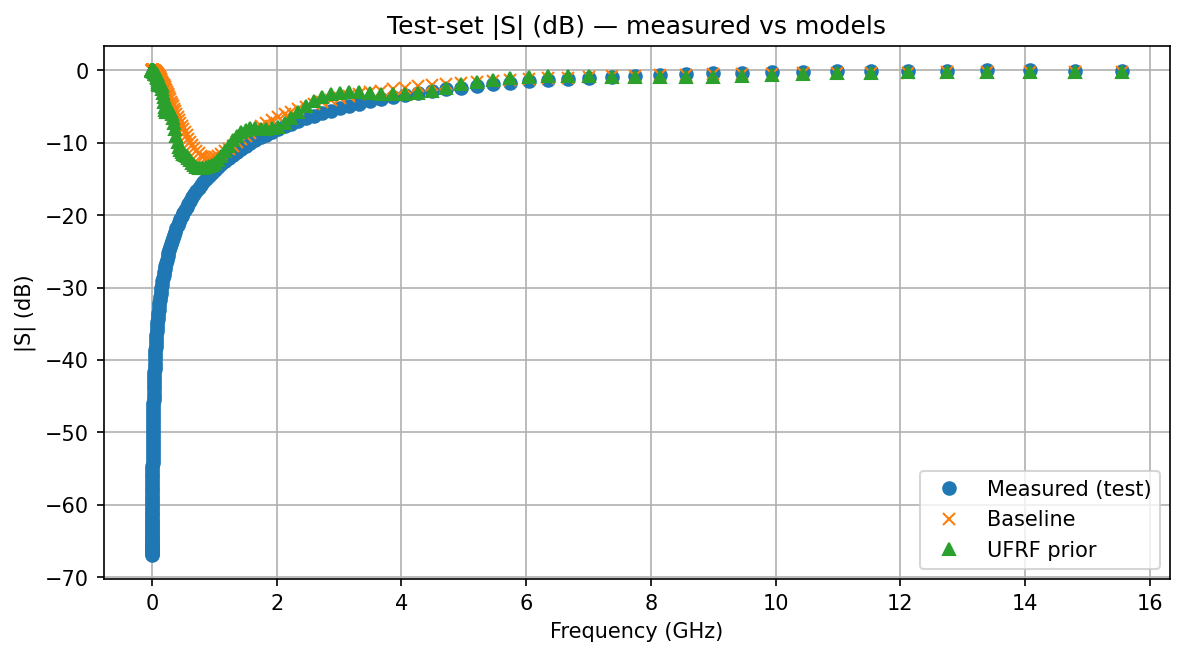 Test-set |S| (dB) — measured vs models
|S| (dB)
0
−10
−20
−30
−40
−50
−60
−70
Measured (test)
Baseline
UFRF prior
0 2 4 6 8 10 12 14 16
Frequency (GHz)